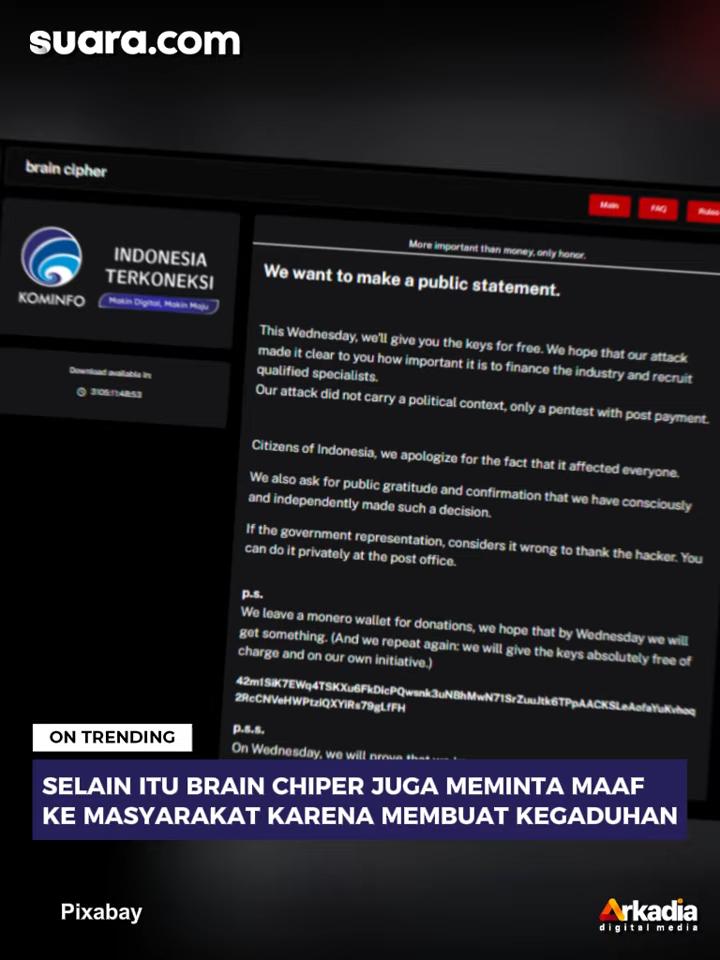 suara.com
brain cipher
Main
FAQ
Rules
KOMINFO
INDONESIA
TERKONEKSI
Makin Digital, Makin Maju
Download available in:
More important than money, only honor.
We want to make a public statement.
This Wednesday, we'll give you the keys for free. We hope that our attack
made it clear to you how important it is to finance the industry and recruit
qualified specialists.
Our attack did not carry a political context, only a pentest with post payment.
Citizens of Indonesia, we apologize for the fact that it affected everyone.
We also ask for public gratitude and confirmation that we have consciously
and independently made such a decision.
If the government representation, considers it wrong to thank the hacker. You
can do it privately at the post office.
p.s.
We leave a monero wallet for donations, we hope that by Wednesday we will
get something. (And we repeat again: we will give the keys absolutely free of
charge and on our own initiative.)
p.s.s.
On Wednesday, we will prove that we
ON TRENDING
SELAIN ITU BRAIN CHIPER JUGA MEMINTA MAAF
KE MASYARAKAT KARENA MEMBUAT KEGADUHAN
Pixabay
Arkadia
digital media